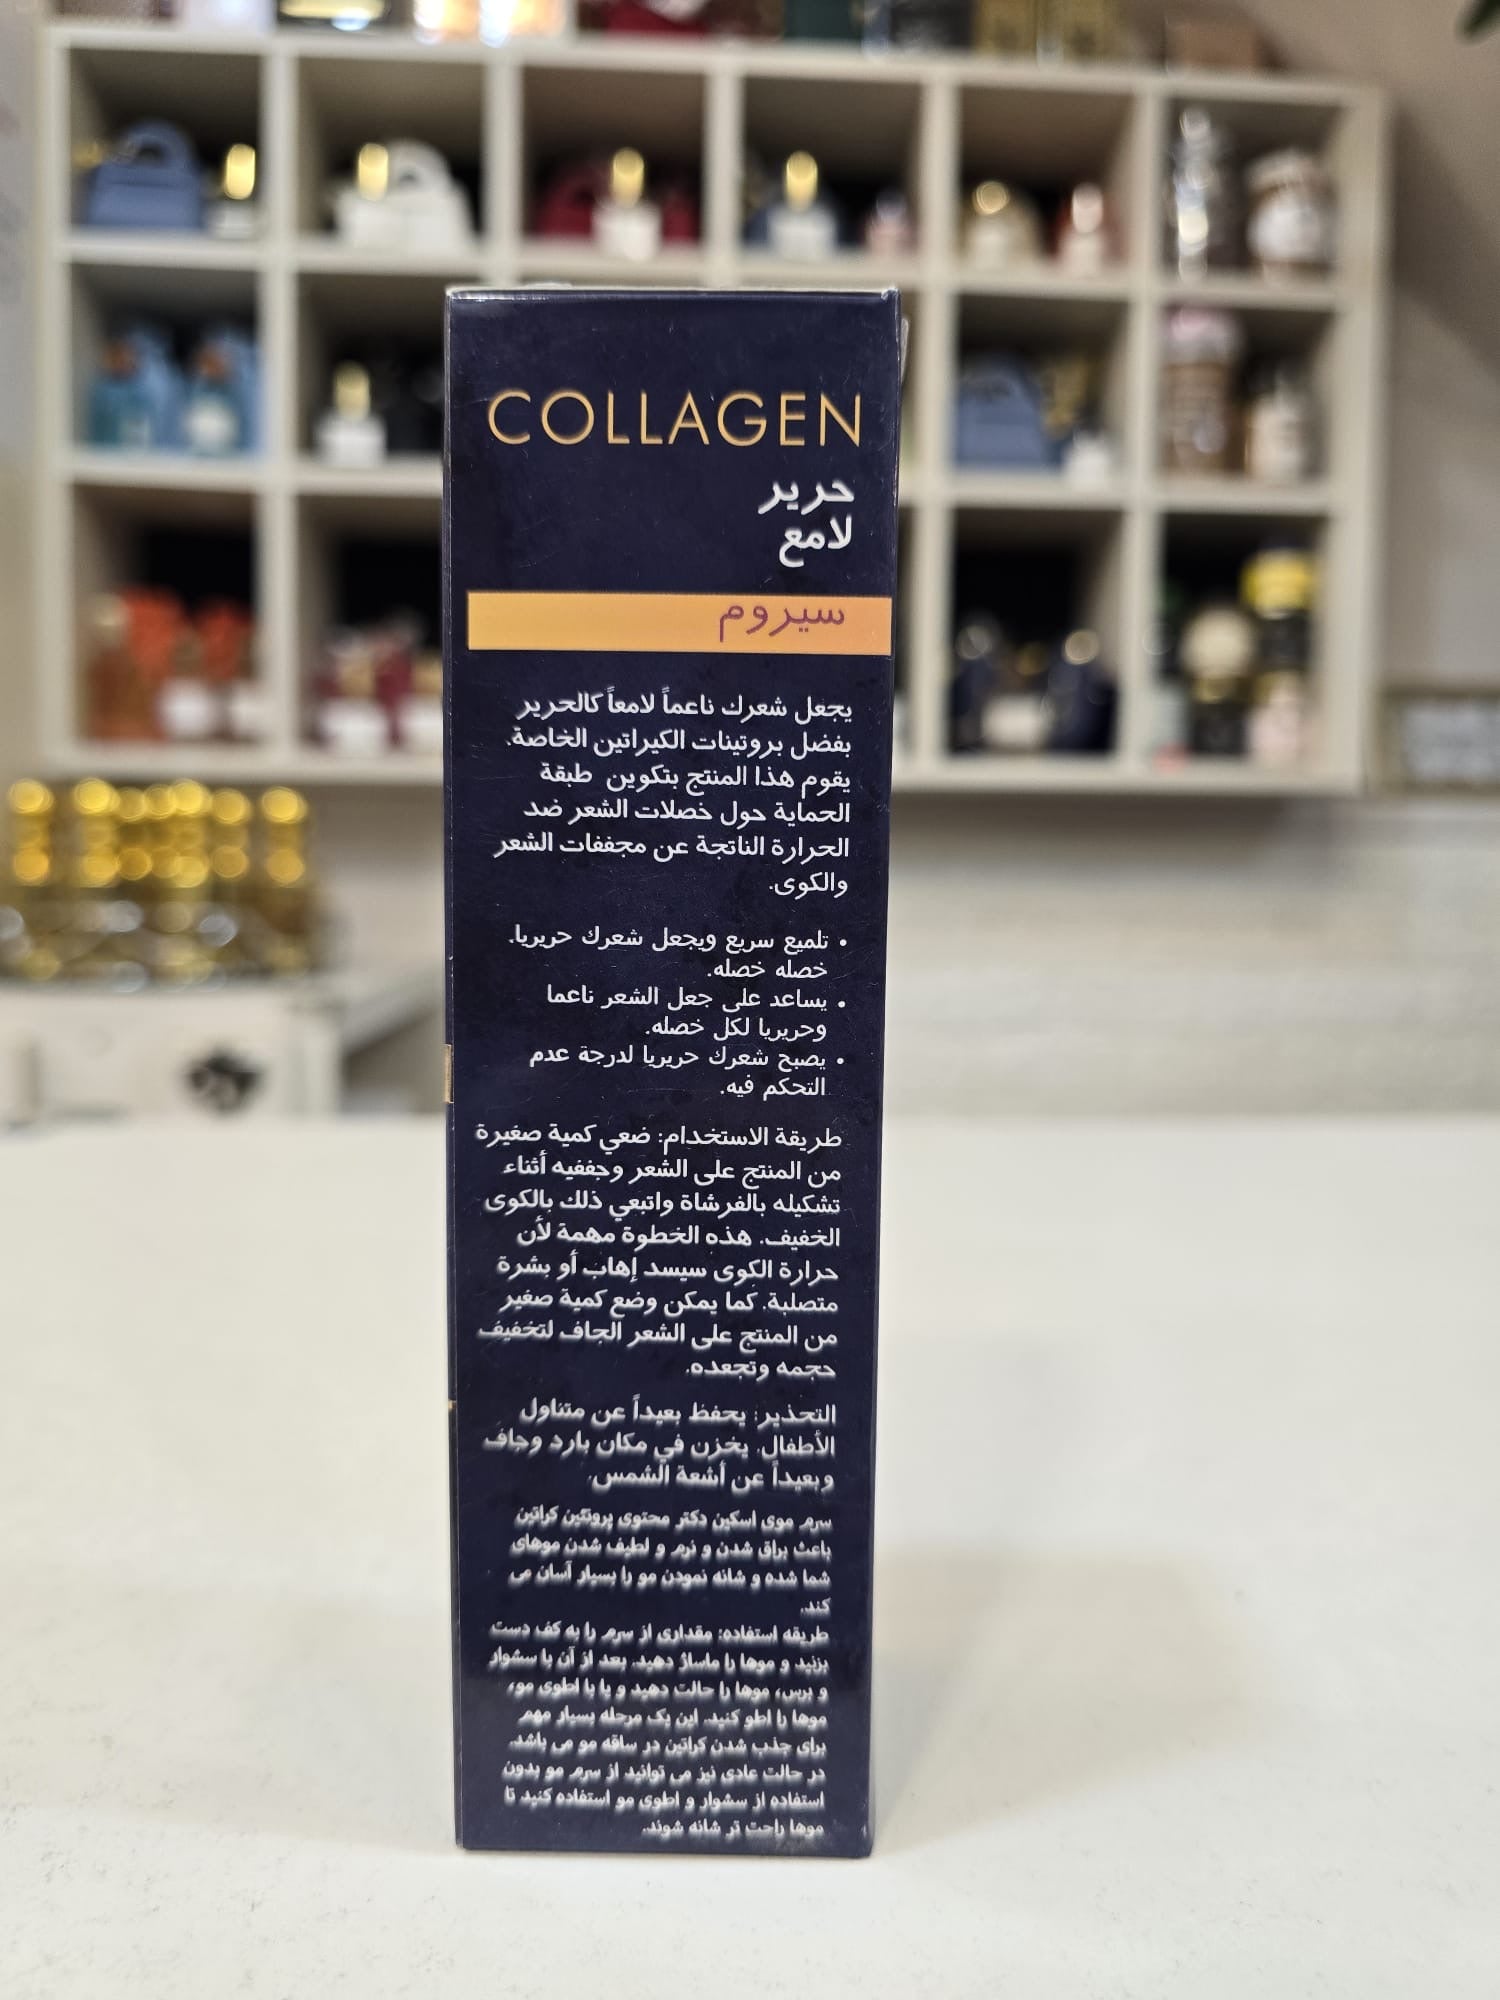 COLLAGEN
حرير
لامع
سيروم
يجعل شعرك ناعماً لامعاً كالحرير
بفضل بروتينات الكيراتين الخاصة.
يقوم هذا المنتج بتكوين طبقة
الحماية حول خصلات الشعر ضد
الحرارة الناتجة عن مجففات الشعر
والكوى.
• تلميع سريع ويجعل شعرك حريريا.
خصله خصله.
• يساعد على جعل الشعر ناعما
وحريريا لكل خصله.
• يصبح شعرك حريريا لدرجة عدم
التحكم فيه.
طريقة الاستخدام: ضعي كمية صغيرة
من المنتج على الشعر وجففيه أثناء
تشكيله بالفرشاة واتبعي ذلك بالكوى
الخفيف. هذه الخطوة مهمة لأن
حرارة الكوى سيسد إهاب أو بشرة
متصلبة. كما يمكن وضع كمية صغير
من المنتج على الشعر الجاف لتخفيف
حجمه وتجعده.
التحذير: يحفظ بعيداً عن متناول
الأطفال. يخزن في مكان بارد وجاف
وبعيداً عن أشعة الشمس.
سرم موی اسکین دکتر محتوی پروتئین کراتین
باعث براق شدن و نرم و لطیف شدن موهای
شما شده و شانه نمودن مو را بسیار آسان می
کند.
طریقه استفاده: مقداری از سرم را به کف دست
بزنید و موها را ماساژ دهید. بعد از آن با سشوار
و برس، موها را حالت دهید و یا با اطوی مو،
موها را اطو کنید. این یک مرحله بسیار مهم
برای جذب شدن کراتین در ساقه مو می باشد.
در حالت عادی نیز می توانید از سرم مو بدون
استفاده از سشوار و اطوی مو استفاده کنید تا
موها راحت تر شانه شوند.